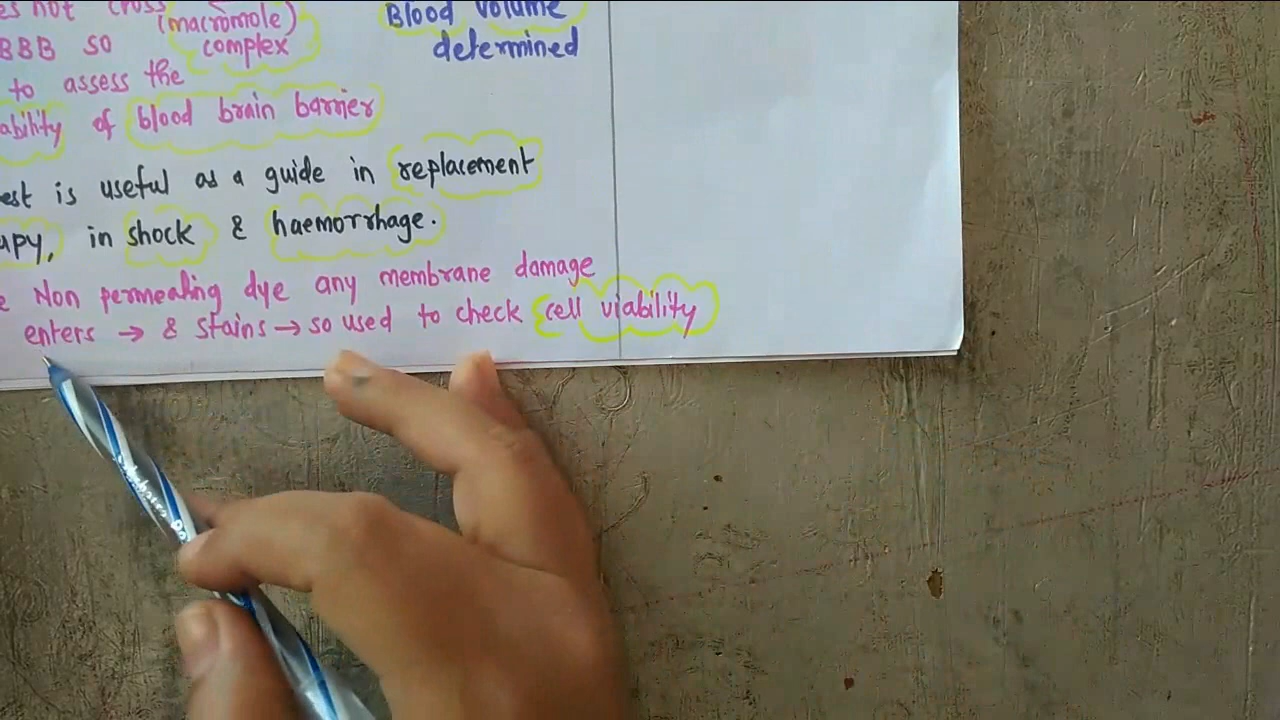 es not cross (macromole) Blood volume
BBB so complex determined
to assess the
ability of blood brain barrier
est is useful as a guide in replacement
apy, in shock & haemorrhage.
e Non permeating dye any membrane damage
enters → & stains → so used to check cell viability